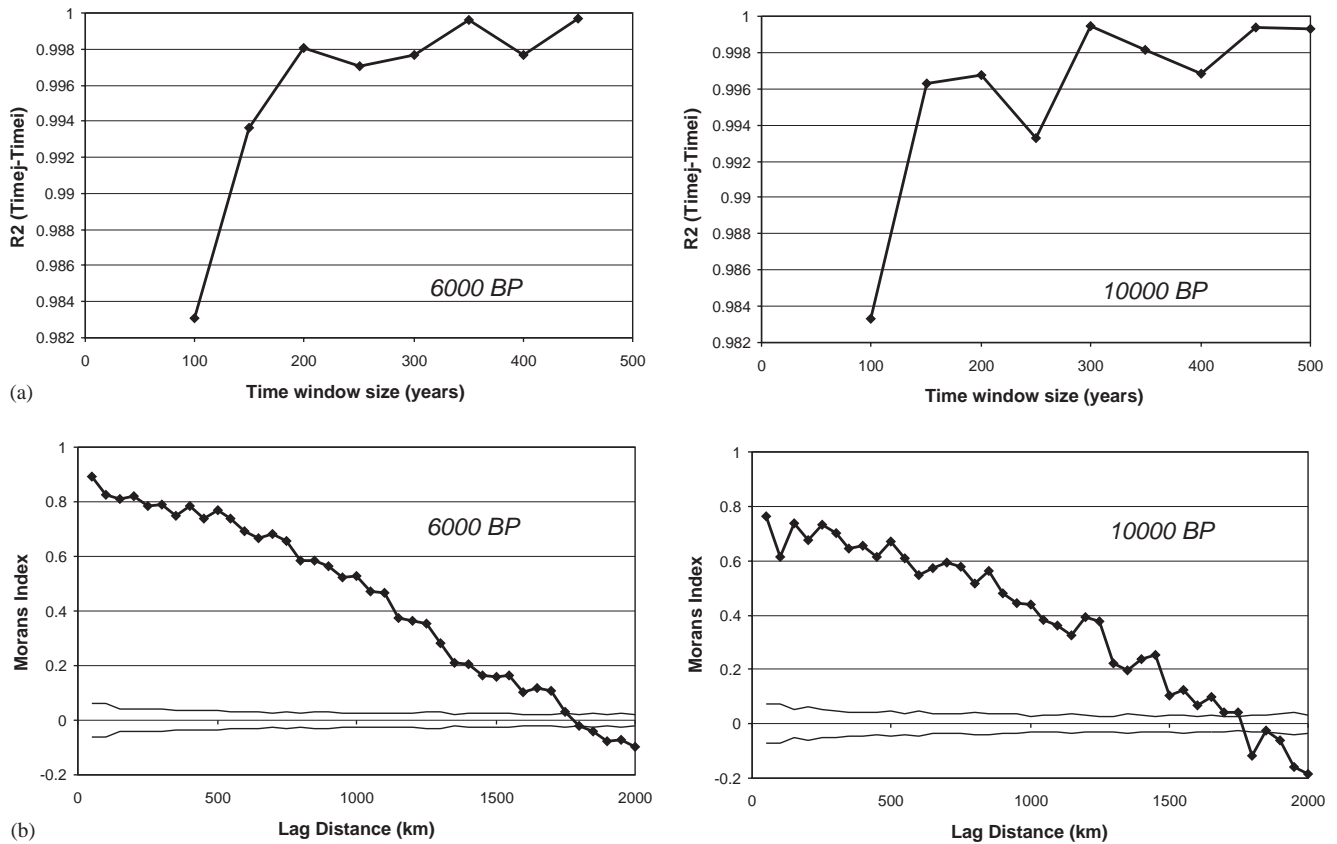 1
0.998
0.996
0.994
0.992
0.99
0.988
0.986
0.984
0.982
R2 (Timej-Timei)
6000 BP
0 100 200 300 400 500
Time window size (years)
1
0.998
0.996
0.994
0.992
0.99
0.988
0.986
0.984
0.982
R2 (Timej-Timei)
10000 BP
0 100 200 300 400 500
Time window size (years)
(a)
1
0.8
0.6
0.4
0.2
0
-0.2
Morans Index
6000 BP
0 500 1000 1500 2000
Lag Distance (km)
1
0.8
0.6
0.4
0.2
0
-0.2
Morans Index
10000 BP
0 500 1000 1500 2000
Lag Distance (km)
(b)